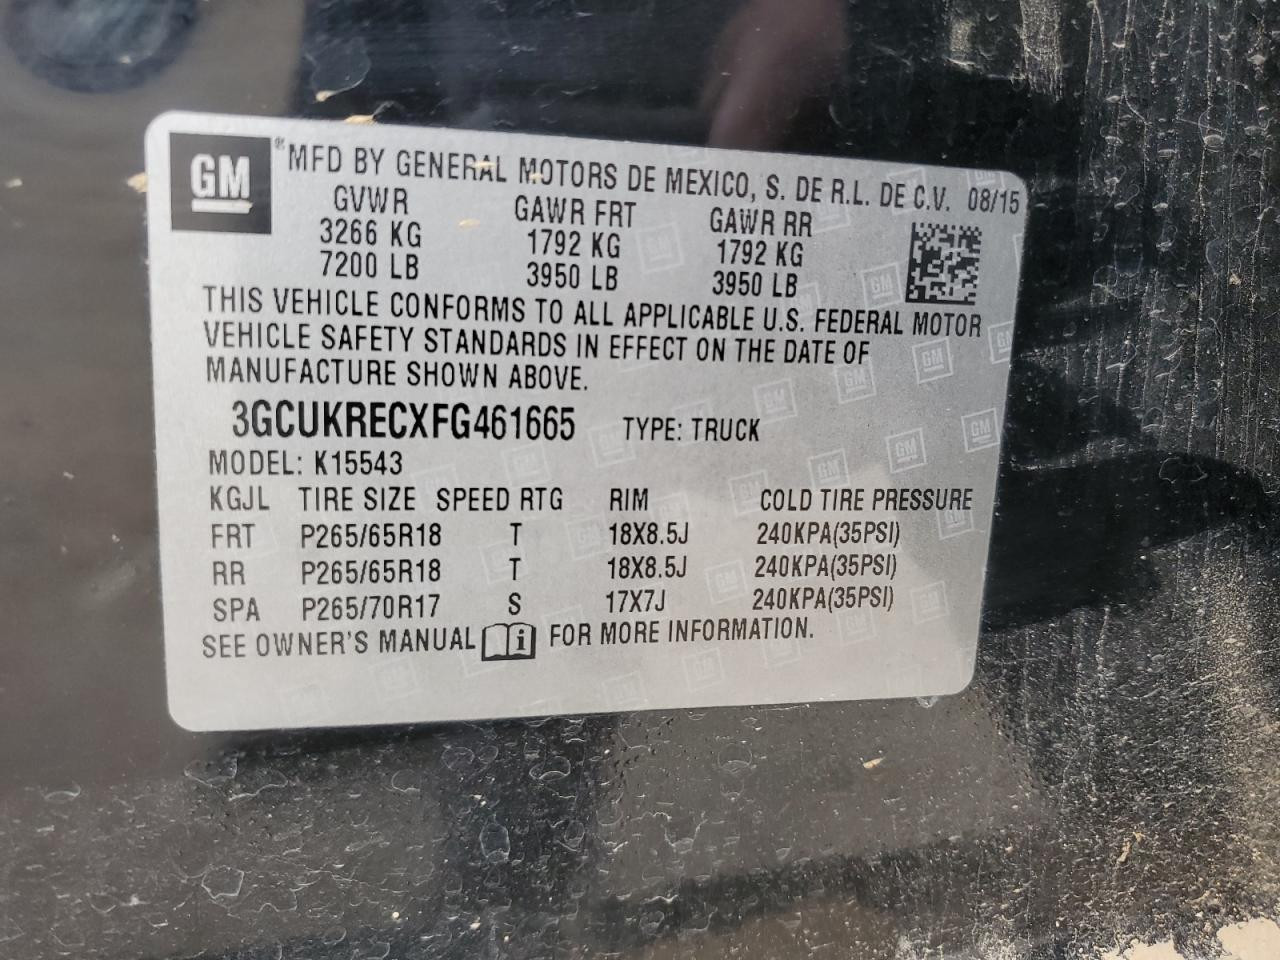 GM ® MFD BY GENERAL MOTORS DE MEXICO, S. DE R.L. DE C.V. 08/15
GVWR GAWR FRT GAWR RR
3266 KG 1792 KG 1792 KG
7200 LB 3950 LB 3950 LB
THIS VEHICLE CONFORMS TO ALL APPLICABLE U.S. FEDERAL MOTOR
VEHICLE SAFETY STANDARDS IN EFFECT ON THE DATE OF
MANUFACTURE SHOWN ABOVE.
3GCUKRECXFG461665 TYPE: TRUCK
MODEL: K15543
KGJL TIRE SIZE SPEED RTG RIM COLD TIRE PRESSURE
FRT P265/65R18 T 18X8.5J 240KPA(35PSI)
RR P265/65R18 T 18X8.5J 240KPA(35PSI)
SPA P265/70R17 S 17X7J 240KPA(35PSI)
SEE OWNER'S MANUAL i FOR MORE INFORMATION.